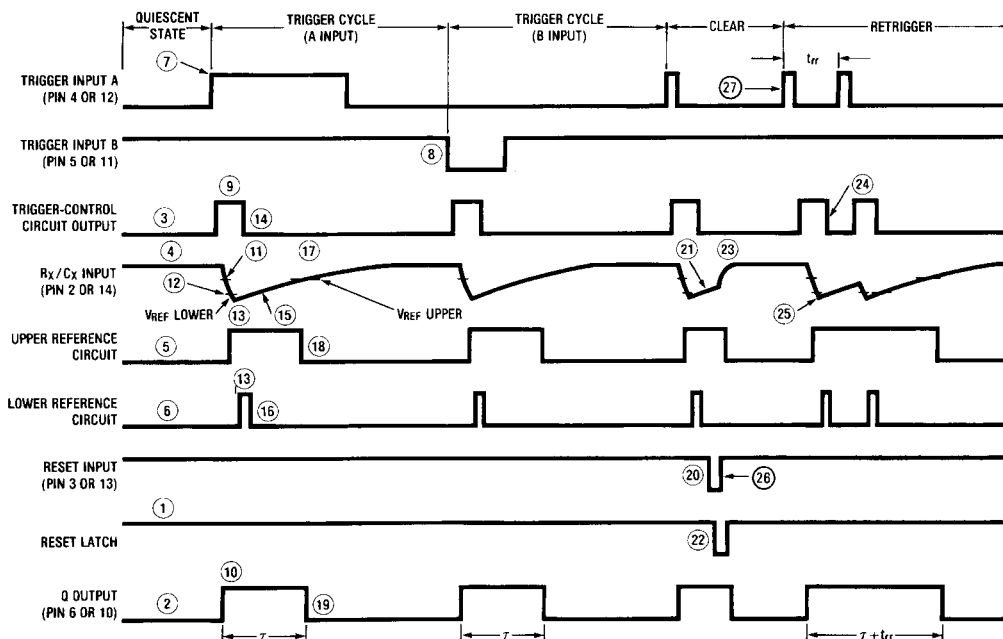 QUIESCENT
STATE
TRIGGER CYCLE
(A INPUT)
TRIGGER CYCLE
(B INPUT)
CLEAR
RETRIGGER
7
trr
TRIGGER INPUT A
(PIN 4 OR 12)
27
TRIGGER INPUT B
(PIN 5 OR 11)
8
9
24
TRIGGER-CONTROL
CIRCUIT OUTPUT
3
14
4
11
17
21
23
RX/CX INPUT
(PIN 2 OR 14)
12
25
VREF LOWER
13
15
VREF UPPER
UPPER REFERENCE
CIRCUIT
5
18
13
LOWER REFERENCE
CIRCUIT
6
16
RESET INPUT
(PIN 3 OR 13)
20
26
1
RESET LATCH
22
10
Q OUTPUT
(PIN 6 OR 10)
2
19
τ
τ
τ + trr